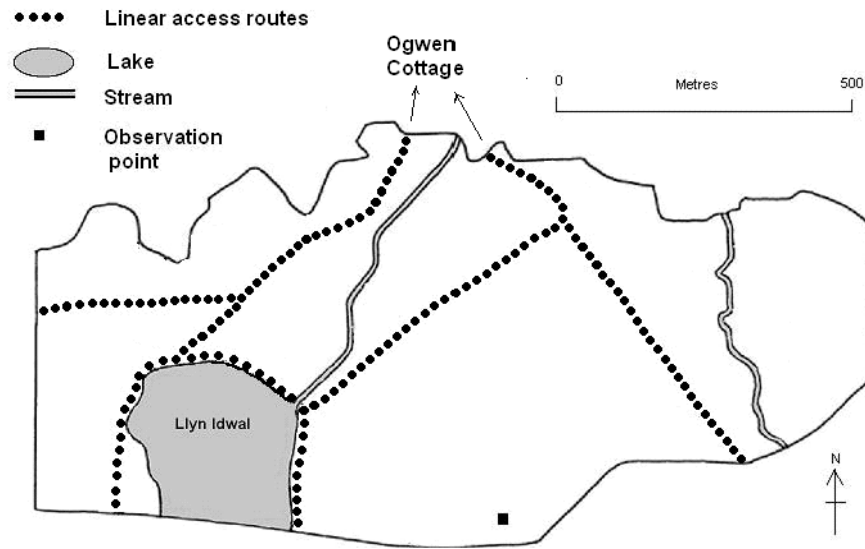 Linear access routes
Lake
Stream
Observation
point
Ogwen
Cottage
0 Metres 500
Llyn Idwal
N